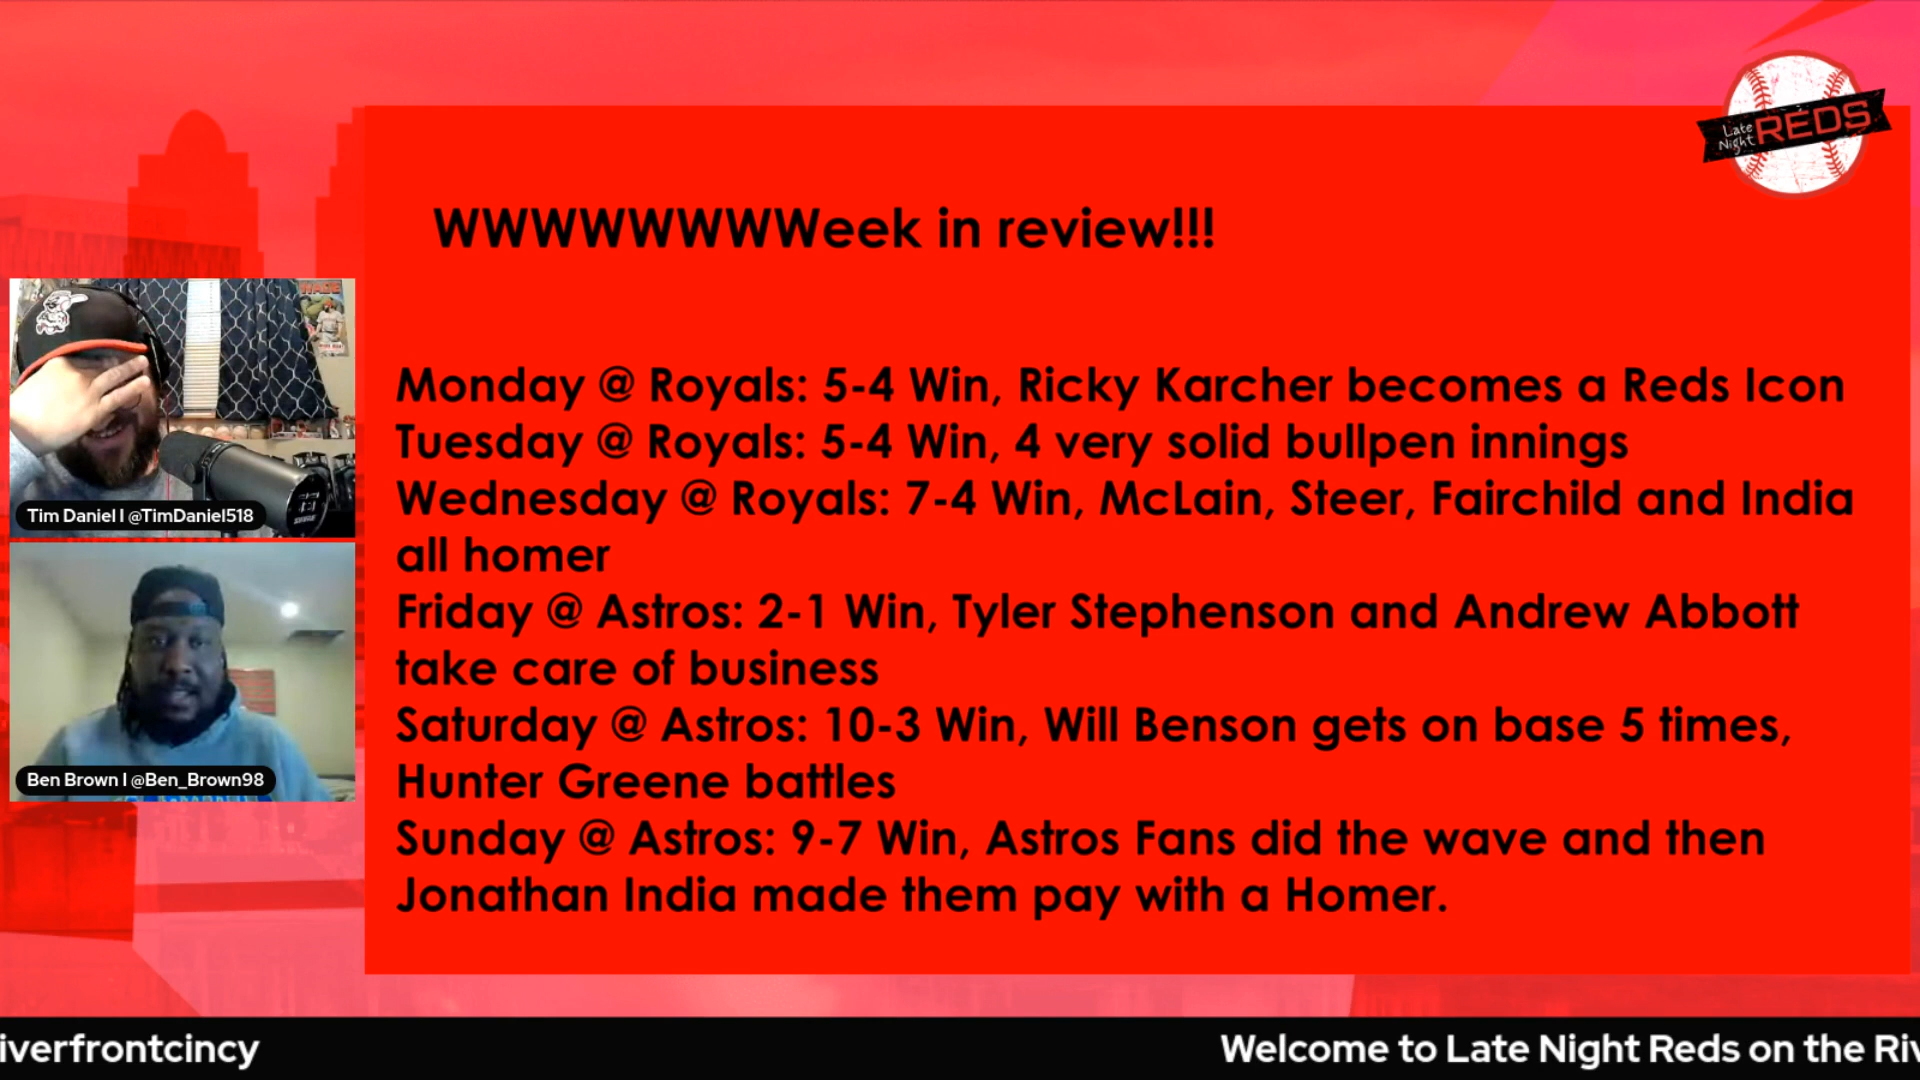 Late
Night
REDS
WWWWWWWWeek in review!!!
WADE
Monday @ Royals: 5-4 Win, Ricky Karcher becomes a Reds Icon
Tuesday @ Royals: 5-4 Win, 4 very solid bullpen innings
Wednesday @ Royals: 7-4 Win, McLain, Steer, Fairchild and India
all homer
Friday @ Astros: 2-1 Win, Tyler Stephenson and Andrew Abbott
take care of business
Saturday @ Astros: 10-3 Win, Will Benson gets on base 5 times,
Hunter Greene battles
Sunday @ Astros: 9-7 Win, Astros Fans did the wave and then
Jonathan India made them pay with a Homer.
Tim Daniel I @TimDaniel518
Ben Brown I @Ben_Brown98
iverfrontcincy
Welcome to Late Night Reds on the Riv